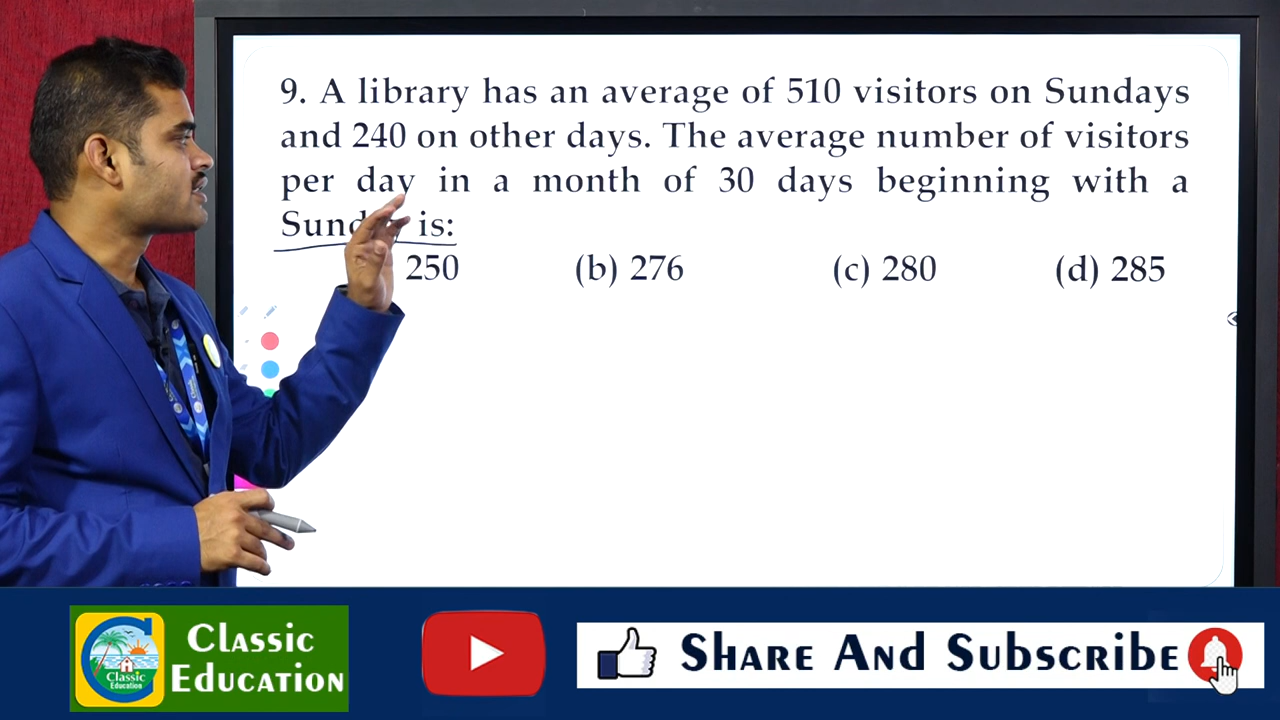 9. A library has an average of 510 visitors on Sundays
and 240 on other days. The average number of visitors
per day in a month of 30 days beginning with a
is:
250 (b) 276 (c) 280 (d) 285
Classic
Education
Classic
Education
Share And Subscribe